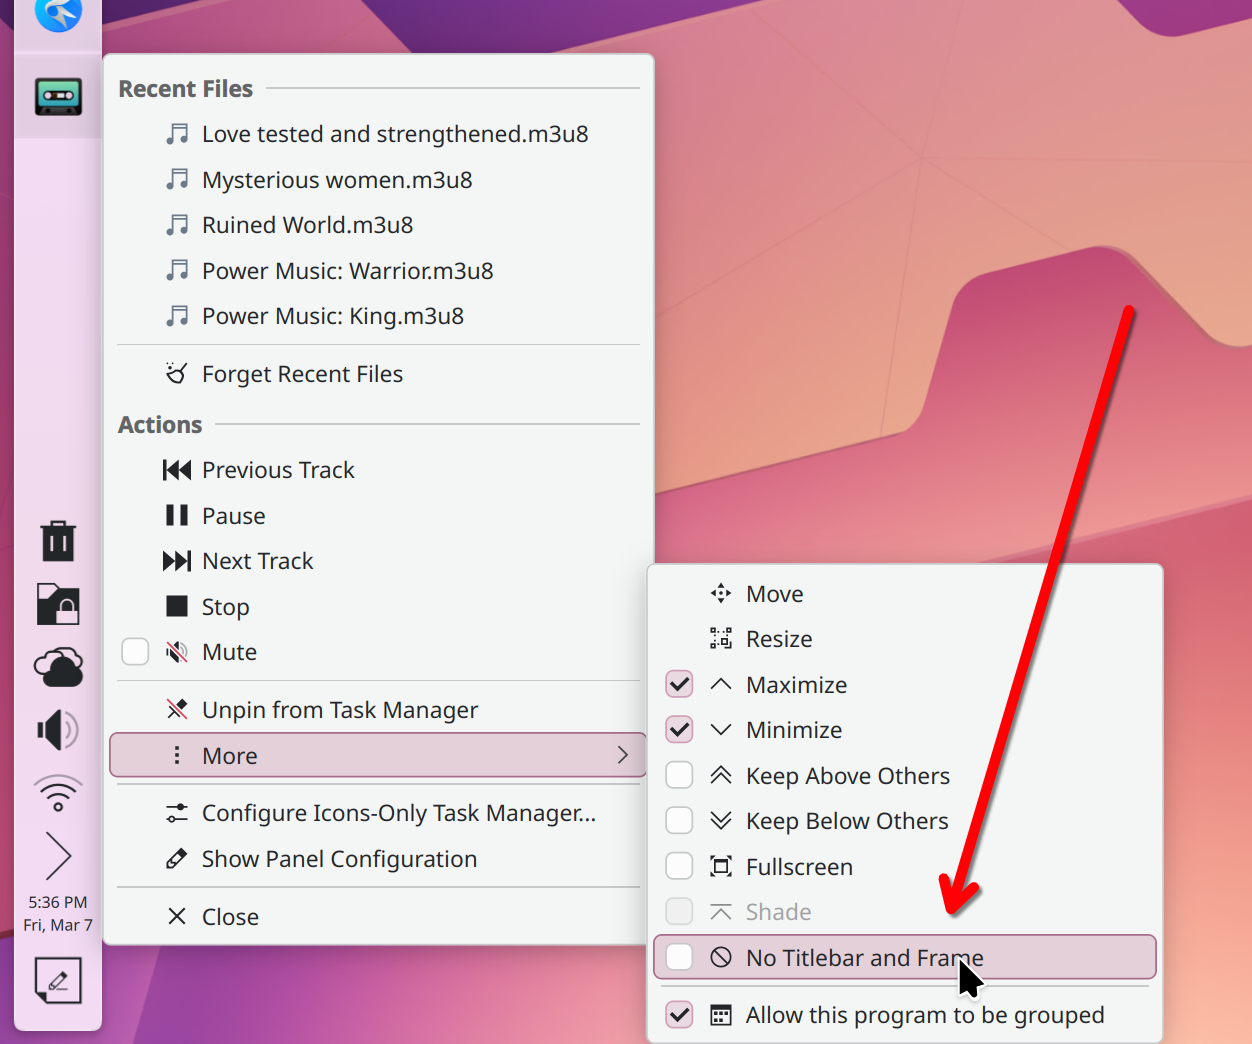 Recent Files
Love tested and strengthened.m3u8
Mysterious women.m3u8
Ruined World.m3u8
Power Music: Warrior.m3u8
Power Music: King.m3u8
Forget Recent Files
Actions
Previous Track
Pause
Next Track
Stop
Mute
Unpin from Task Manager
More
Configure Icons-Only Task Manager...
Show Panel Configuration
Close
Move
Resize
Maximize
Minimize
Keep Above Others
Keep Below Others
Fullscreen
Shade
No Titlebar and Frame
Allow this program to be grouped
5:36 PM
Fri, Mar 7